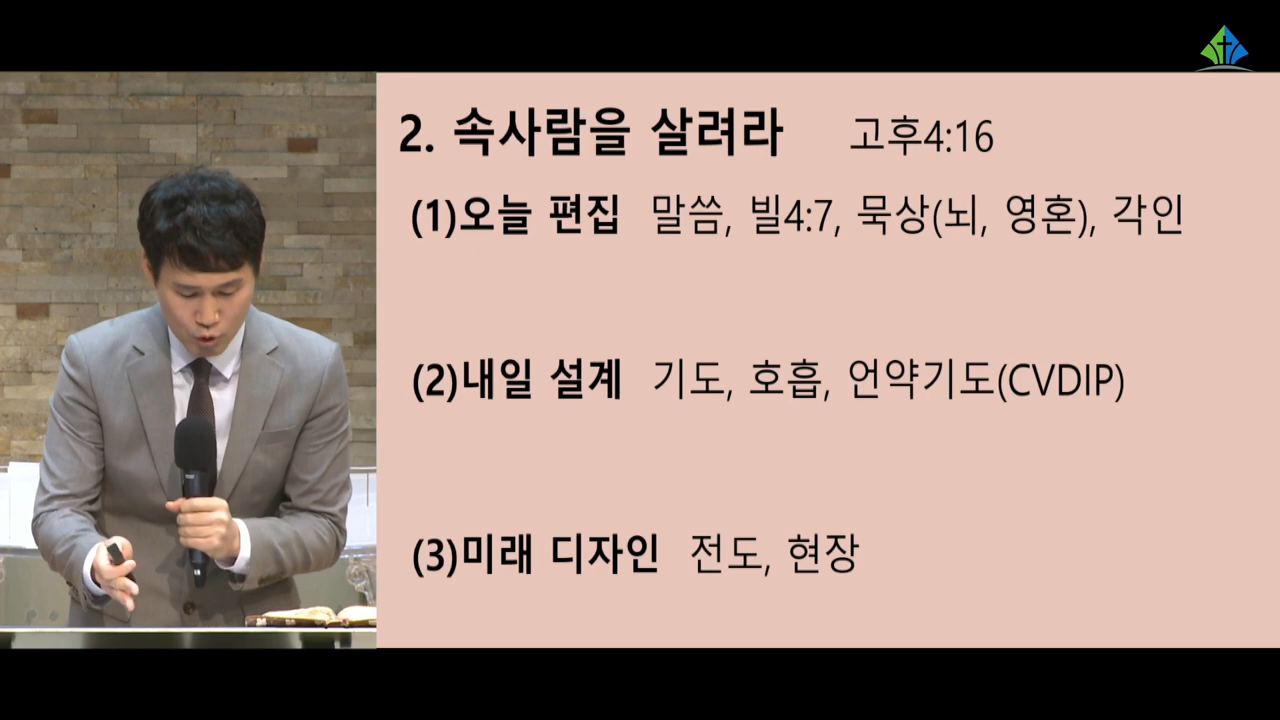 2. 속사람을 살려라 고후4:16
(1)오늘 편집 말씀, 빌4:7, 묵상(뇌, 영혼), 각인
(2)내일 설계 기도, 호흡, 언약기도(CVDIP)
(3)미래 디자인 전도, 현장